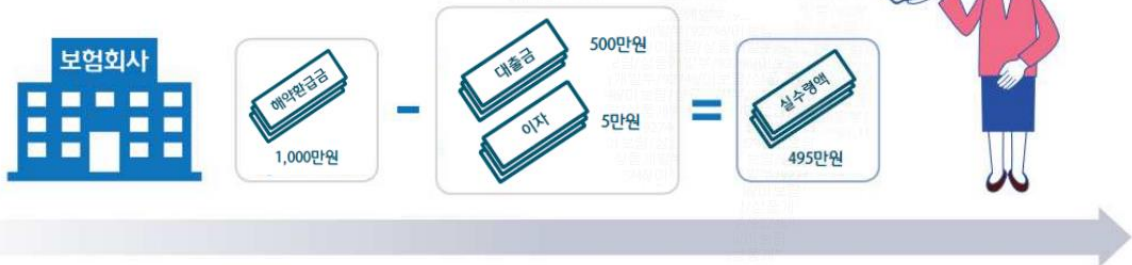 보험회사
해약환급금
1,000만원
-
대출금
500만원
이자
5만원
=
실수령액
495만원